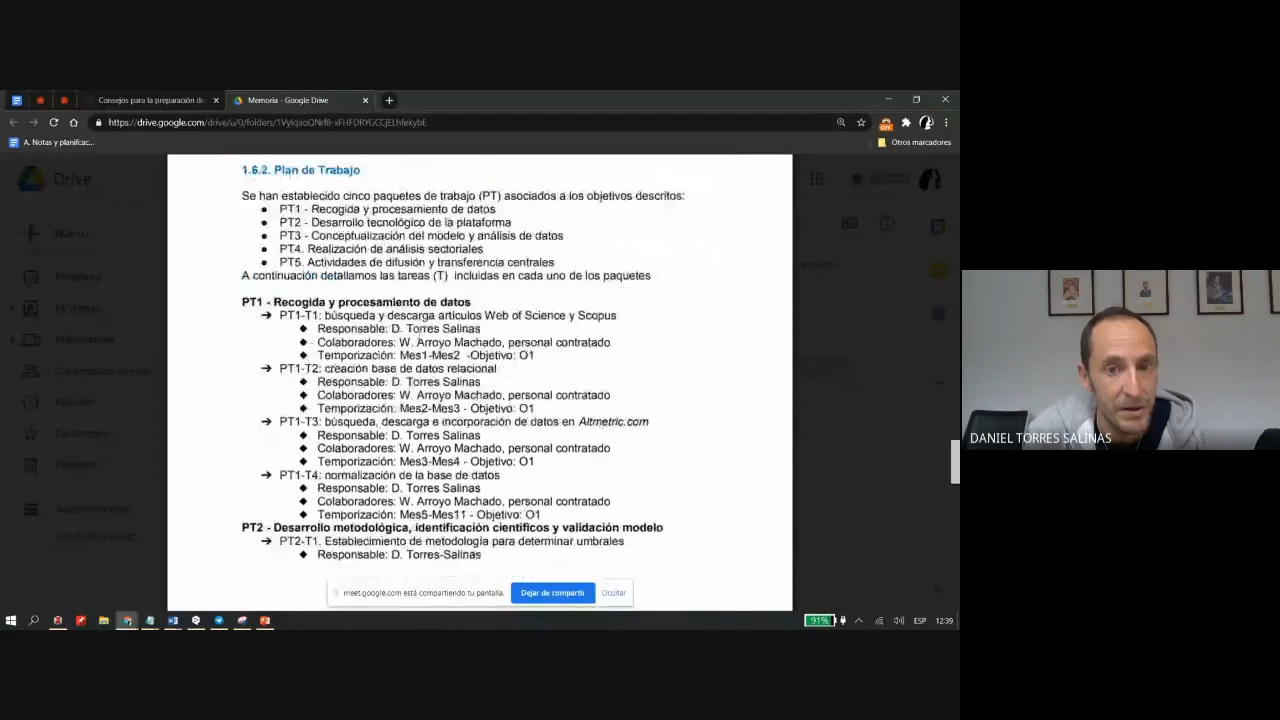 Consejos para la preparación de
Memoria - Google Drive
https://drive.google.com/drive/u/0/folders/
A. Notas y planifcac...
Otros marcadores
Drive
1.6.2. Plan de Trabajo
Se han establecido cinco paquetes de trabajo (PT) asociados a los objetivos descritos:
● PT1 - Recogida y procesamiento de datos
● PT2 - Desarrollo tecnológico de la plataforma
● PT3 - Conceptualización del modelo y análisis de datos
● PT4. Realización de análisis sectoriales
● PT5. Actividades de difusión y transferencia centrales
A continuación detallamos las tareas (T) incluidas en cada uno de los paquetes
PT1 - Recogida y procesamiento de datos
➔ PT1-T1: búsqueda y descarga artículos Web of Science y Scopus
◆ Responsable: D. Torres Salinas
◆ Colaboradores: W. Arroyo Machado, personal contratado
◆ Temporización: Mes1-Mes2 -Objetivo: O1
➔ PT1-T2: creación base de datos relacional
◆ Responsable: D. Torres Salinas
◆ Colaboradores: W. Arroyo Machado, personal contratado
◆ Temporización: Mes2-Mes3 - Objetivo: O1
➔ PT1-T3: búsqueda, descarga e incorporación de datos en Altmetric.com
◆ Responsable: D. Torres Salinas
◆ Colaboradores: W. Arroyo Machado, personal contratado
◆ Temporización: Mes3-Mes4 - Objetivo: O1
➔ PT1-T4: normalización de la base de datos
◆ Responsable: D. Torres Salinas
◆ Colaboradores: W. Arroyo Machado, personal contratado
◆ Temporización: Mes5-Mes11 - Objetivo: O1
PT2 - Desarrollo metodológica, identificación científicos y validación modelo
➔ PT2-T1. Establecimiento de metodología para determinar umbrales
◆ Responsable: D. Torres-Salinas
meet.google.com está compartiendo tu pantalla.
Dejar de compartir
Ocultar
91%
ESP
12:39
DANIEL TORRES SALINAS